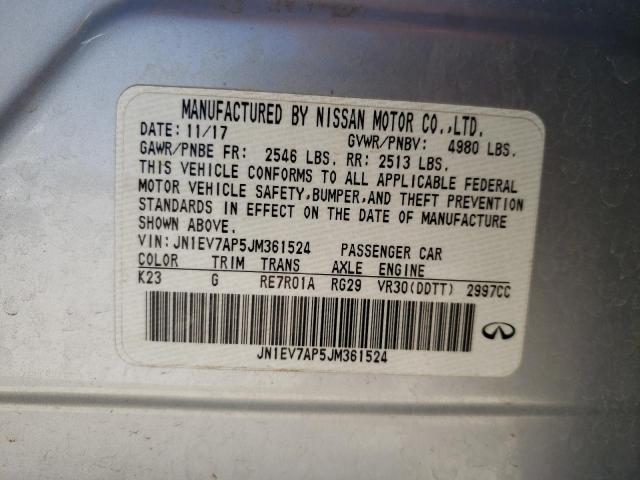 MANUFACTURED BY NISSAN MOTOR CO.,LTD.
DATE: 11/17 GVWR/PNBV: 4980 LBS.
GAWR/PNBE FR: 2546 LBS. RR: 2513 LBS.
THIS VEHICLE CONFORMS TO ALL APPLICABLE FEDERAL
MOTOR VEHICLE SAFETY,BUMPER,AND THEFT PREVENTION
STANDARDS IN EFFECT ON THE DATE OF MANUFACTURE
SHOWN ABOVE.
VIN:JN1EV7AP5JM361524 PASSENGER CAR
COLOR TRIM TRANS AXLE ENGINE
K23 G RE7R01A RG29 VR30(DDTT) 2997CC
JN1EV7AP5JM361524